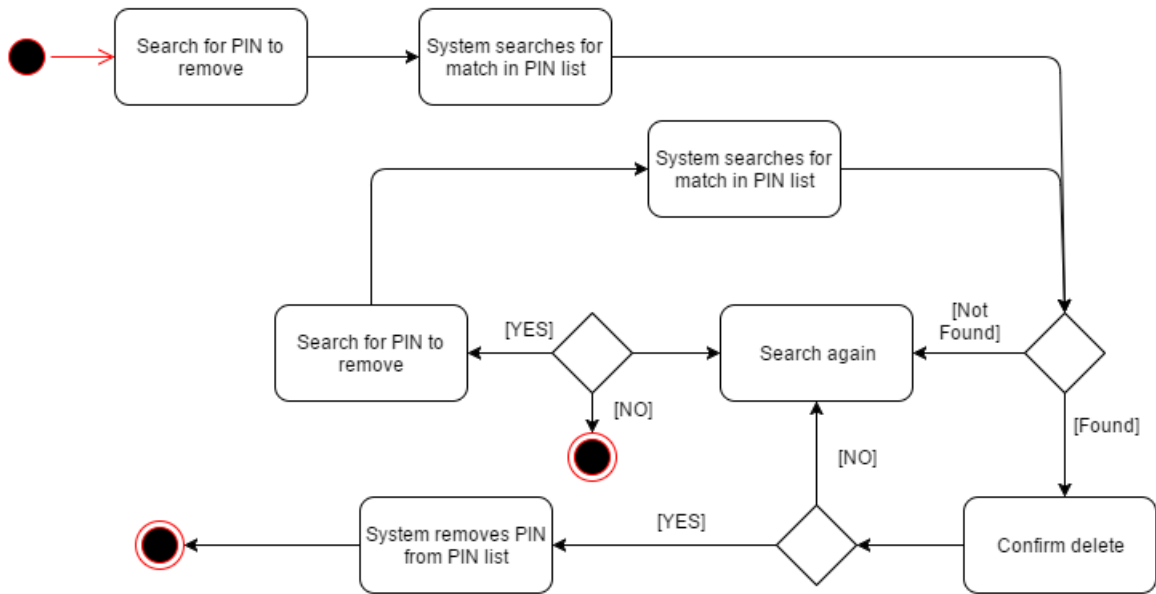 Search for PIN to
remove
System searches for
match in PIN list
System searches for
match in PIN list
[Not
Found]
[YES]
Search for PIN to
remove
Search again
[NO]
[Found]
[NO]
[YES]
System removes PIN
from PIN list
Confirm delete